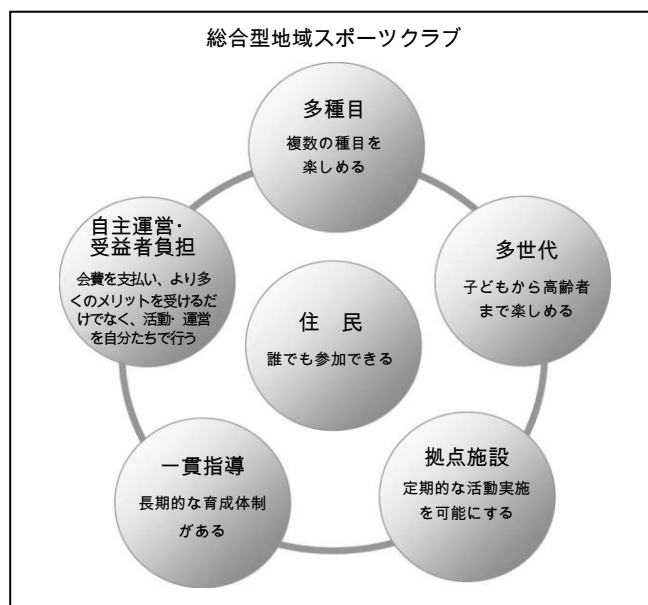 総合型地域スポーツクラブ
多種目
複数の種目を
楽しめる
自主運営・
受益者負担
会費を支払い、より多
くのメリットを受けるだ
けでなく、活動・運営
を自分たちで行う
多世代
子どもから高齢者
まで楽しめる
住　民
誰でも参加できる
一貫指導
長期的な育成体制
がある
拠点施設
定期的な活動実施
を可能にする